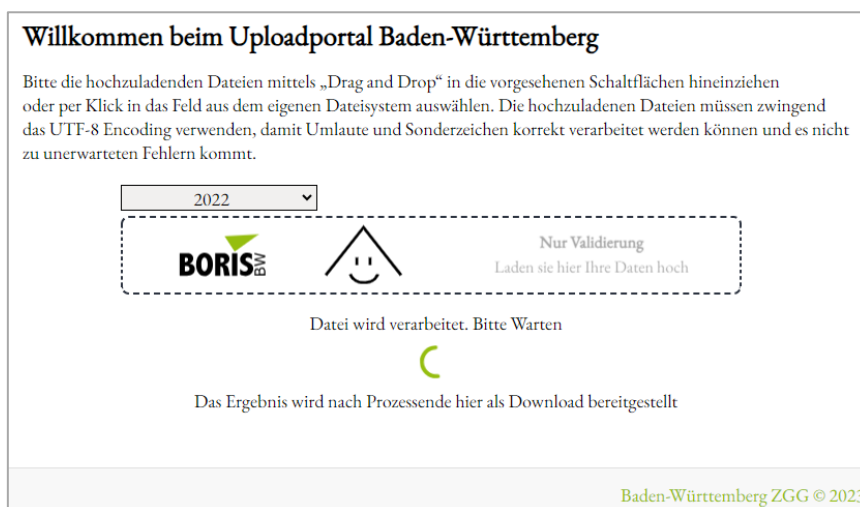 Willkommen beim Uploadportal Baden-Württemberg
Bitte die hochzuladenden Dateien mittels „Drag and Drop“ in die vorgesehenen Schaltflächen hineinziehen
oder per Klick in das Feld aus dem eigenen Dateisystem auswählen. Die hochzuladenen Dateien müssen zwingend
das UTF-8 Encoding verwenden, damit Umlaute und Sonderzeichen korrekt verarbeitet werden können und es nicht
zu unerwarteten Fehlern kommt.
2022
BORIS BW
Nur Validierung
Laden sie hier Ihre Daten hoch
Datei wird verarbeitet. Bitte Warten
Das Ergebnis wird nach Prozessende hier als Download bereitgestellt
Baden-Württemberg ZGG © 2023